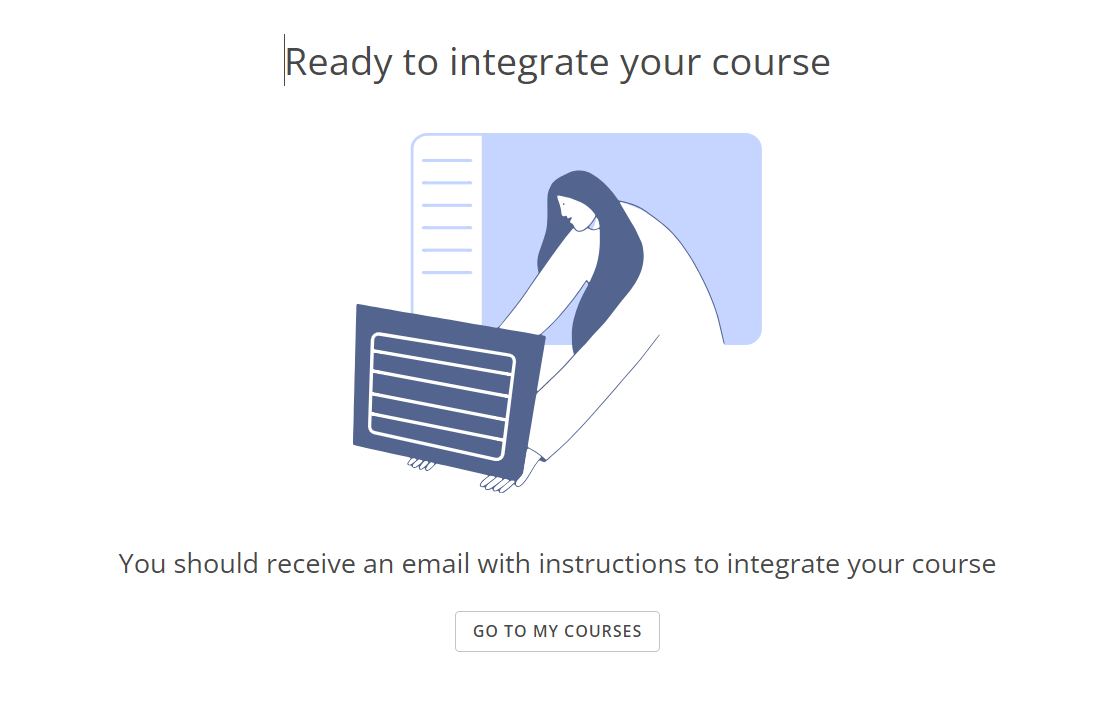 Ready to integrate your course
You should receive an email with instructions to integrate your course
GO TO MY COURSES